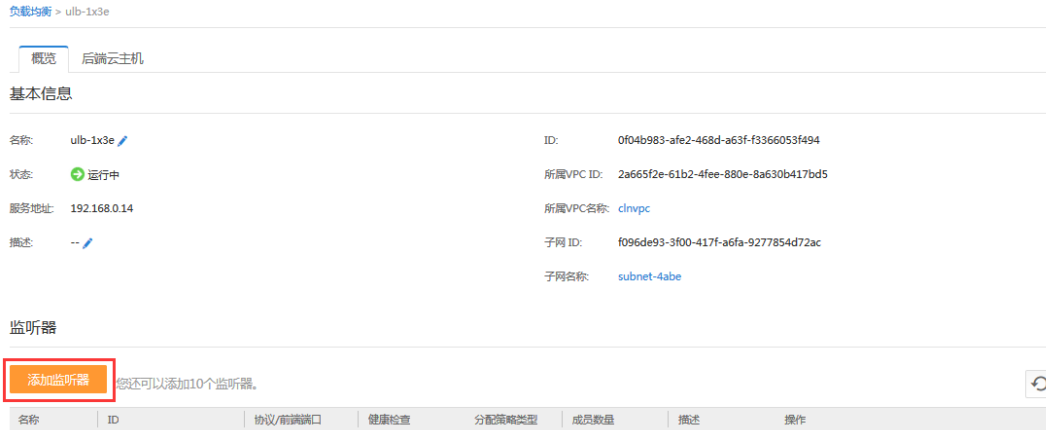 负载均衡 > ulb-1x3e
概览 后端云主机
基本信息
名称: ulb-1x3e ID: 0f04b983-afe2-468d-a63f-f3366053f494
状态: 运行中 所属VPC ID: 2a665f2e-61b2-4fee-880e-8a630b417bd5
服务地址: 192.168.0.14 所属VPC名称: clnvpc
描述: -- 子网 ID: f096de93-3f00-417f-a6fa-9277854d72ac
子网名称: subnet-4abe
监听器
添加监听器 您还可以添加10个监听器。
名称 ID 协议/前端端口 健康检查 分配策略类型 成员数量 描述 操作